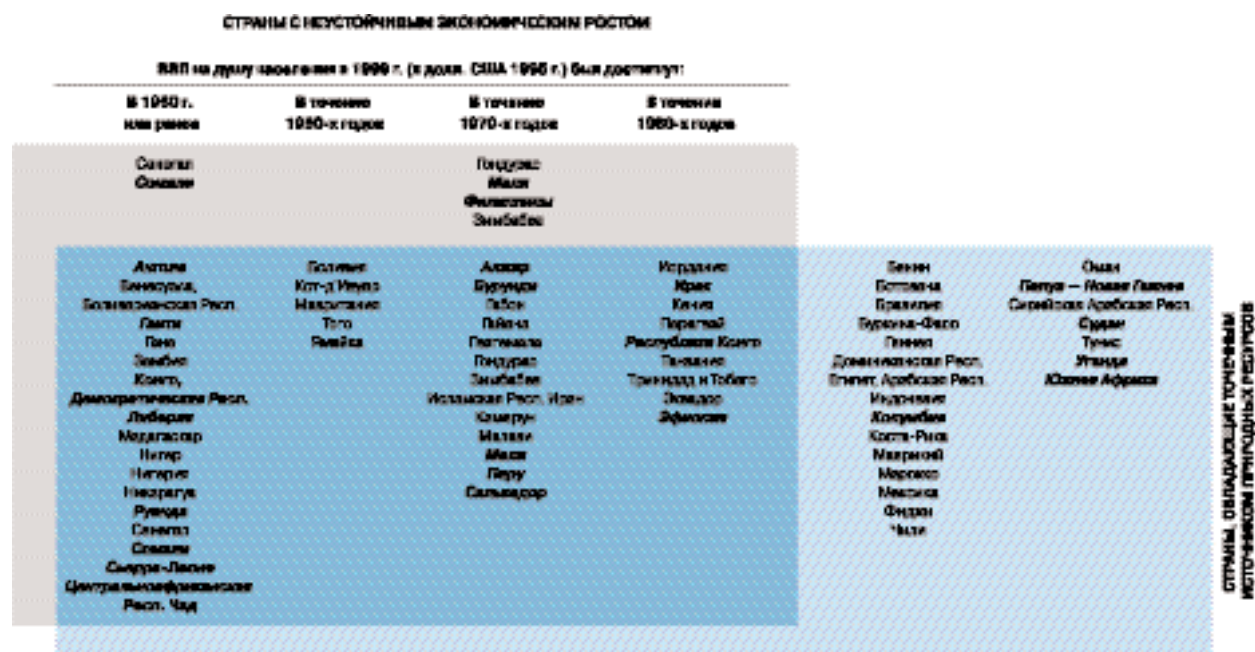 СТРАНЫ С НЕУСТОЙЧИВЫМ ЭКОНОМИЧЕСКИМ РОСТОМ
ВВП на душу населения в 1999 г. (в долл. США 1995 г.) был достигнут:
В 1960 г.
или ранее
В течение
1960-х годов
В течение
1970-х годов
В течение
1980-х годов
Сенегал
Сомали
Гондурас
Мали
Филиппины
Зимбабве
Ангола
Венесуэла,
Боливарианская Респ.
Гаити
Гана
Замбия
Конго,
Демократическая Респ.
Либерия
Мадагаскар
Нигер
Нигерия
Никарагуа
Руанда
Сенегал
Сомали
Сьерра-Леоне
Центральноафриканская
Респ. Чад
Боливия
Кот-д'Ивуар
Мавритания
Того
Ямайка
Алжир
Бурунди
Габон
Гайана
Гватемала
Гондурас
Зимбабве
Исламская Респ. Иран
Камерун
Малави
Мали
Перу
Сальвадор
Иордания
Ирак
Кения
Парагвай
Республика Конго
Танзания
Тринидад и Тобаго
Эквадор
Эфиопия
Бенин
Ботсвана
Бразилия
Буркина-Фасо
Гвинея
Доминиканская Респ.
Египет, Арабская Респ.
Индонезия
Колумбия
Коста-Рика
Маврикий
Марокко
Мексика
Фиджи
Чили
Оман
Папуа — Новая Гвинея
Сирийская Арабская Респ.
Судан
Тунис
Уганда
Южная Африка
СТРАНЫ, ОБЛАДАЮЩИЕ ТОЧЕЧНЫМ
ИСТОЧНИКОМ ПРИРОДНЫХ РЕСУРСОВ